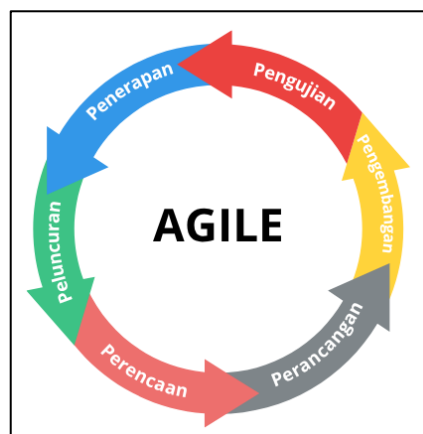 Penerapan
Pengujian
Pengembangan
Peluncuran
AGILE
Perencaan
Perancangan